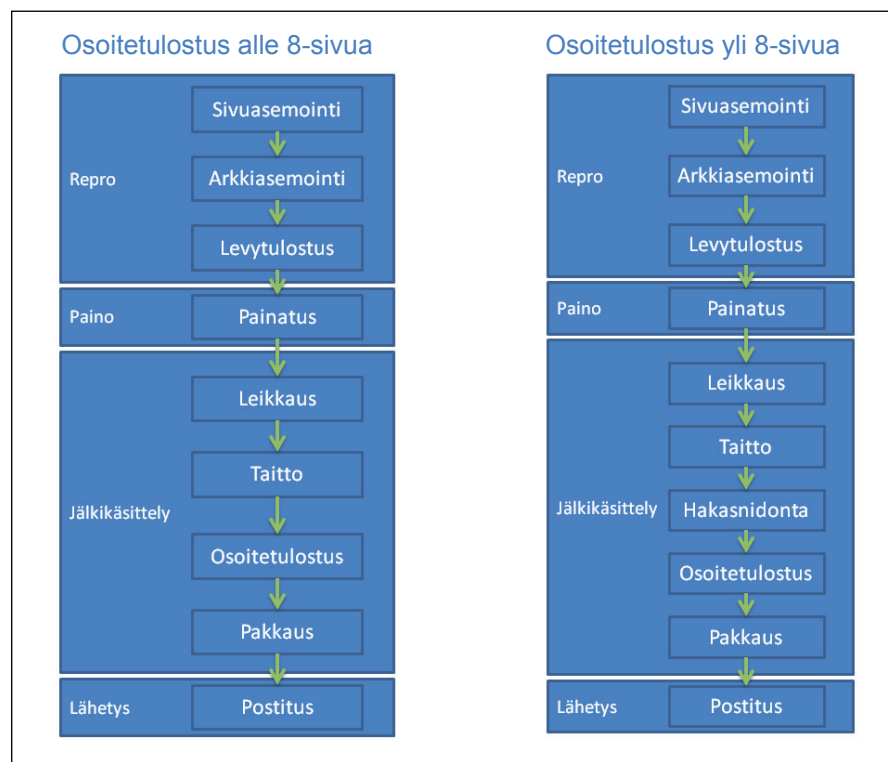 Osoitetulostus alle 8-sivua
Repro
Sivuasemointi
Arkkiasemointi
Levytulostus
Paino
Painatus
Jälkikäsittely
Leikkaus
Taitto
Osoitetulostus
Pakkaus
Lähetys
Postitus
Osoitetulostus yli 8-sivua
Repro
Sivuasemointi
Arkkiasemointi
Levytulostus
Paino
Painatus
Jälkikäsittely
Leikkaus
Taitto
Hakasnidonta
Osoitetulostus
Pakkaus
Lähetys
Postitus